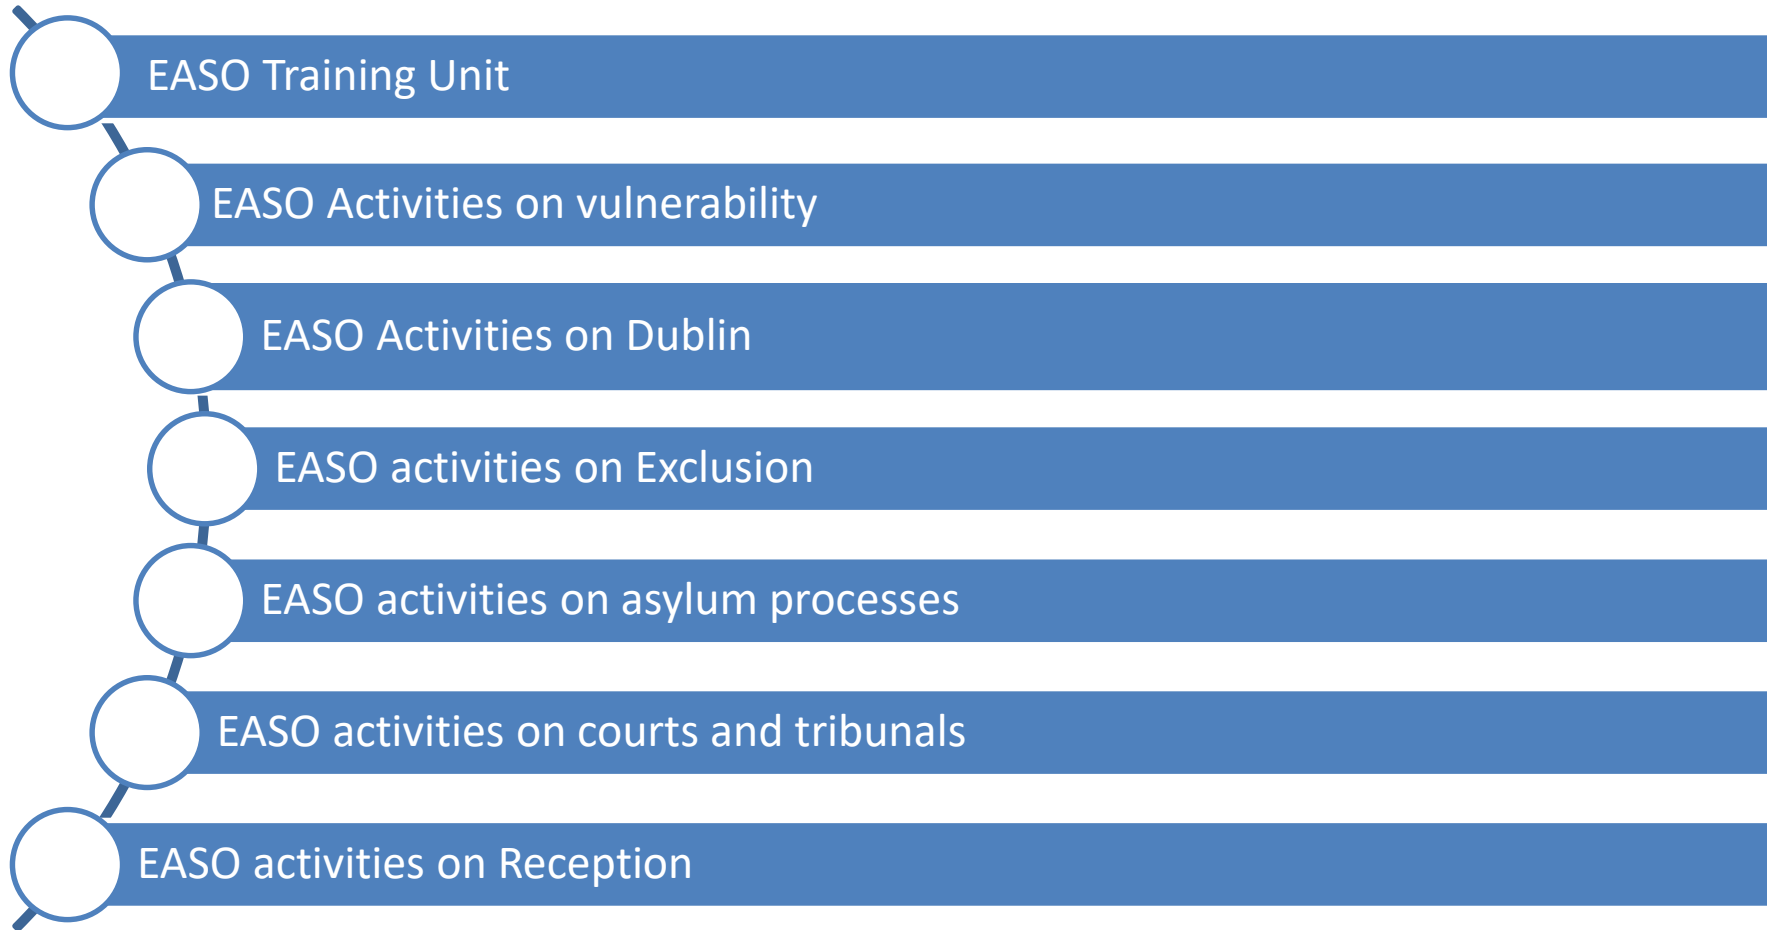 EASO Training Unit
EASO Activities on vulnerability
EASO Activities on Dublin
EASO activities on Exclusion
EASO activities on asylum processes
EASO activities on courts and tribunals
EASO activities on Reception